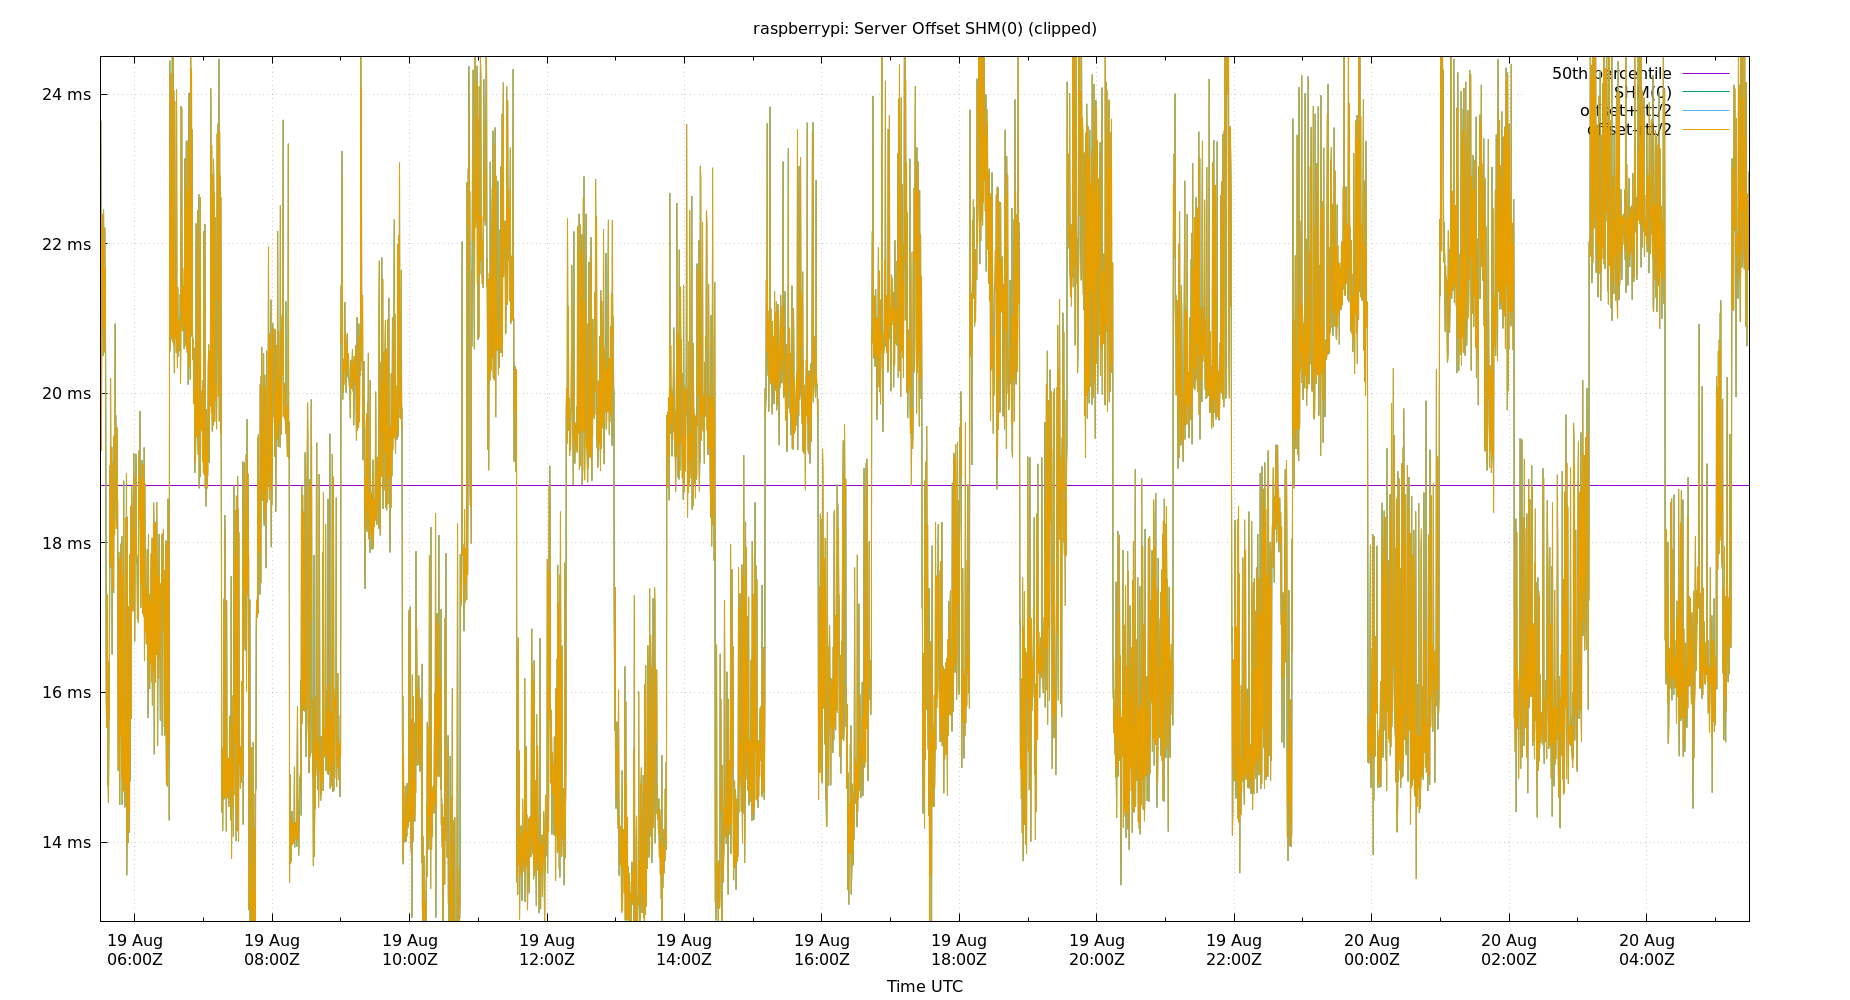 raspberrypi: Server Offset SHM(0) (clipped)
24 ms
22 ms
20 ms
18 ms
16 ms
14 ms
50th percentile
SHM(0)
offset+rtt/2
offset-rtt/2
19 Aug
06:00Z
19 Aug
08:00Z
19 Aug
10:00Z
19 Aug
12:00Z
19 Aug
14:00Z
19 Aug
16:00Z
19 Aug
18:00Z
19 Aug
20:00Z
19 Aug
22:00Z
20 Aug
00:00Z
20 Aug
02:00Z
20 Aug
04:00Z
Time UTC